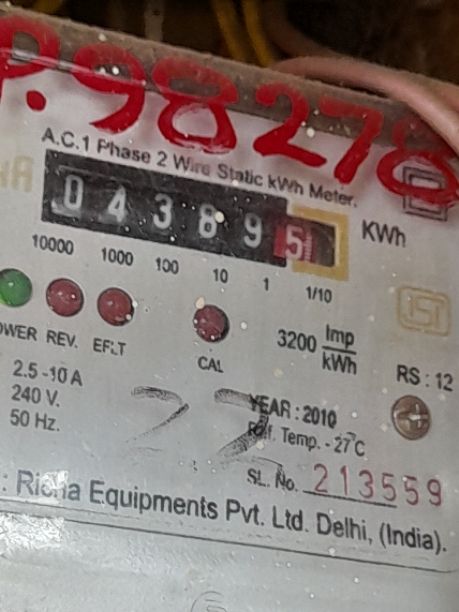 P.98278
A.C.1 Phase 2 Wire Static kWh Meter.
0 4 3 8 9 5 KWh
10000 1000 100 10 1 1/10
OWER REV. EFLT CAL 3200 Imp/kWh
RS : 12
2.5 -10 A
240 V.
50 Hz.
22
YEAR : 2010
Ref. Temp. - 27°C
SL. No. 213559
: Risha Equipments Pvt. Ltd. Delhi, (India).